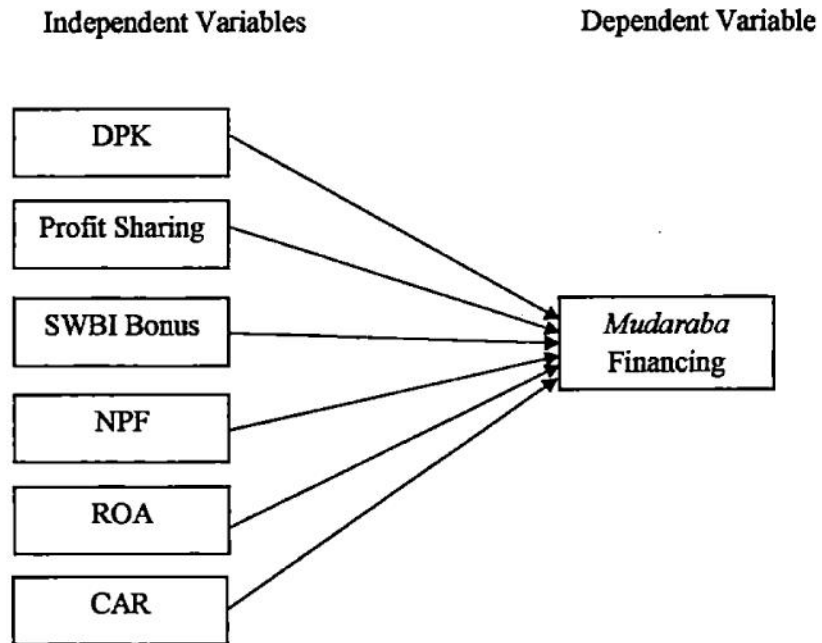 Independent Variables
Dependent Variable
DPK
Profit Sharing
SWBI Bonus
NPF
ROA
CAR
Mudaraba
Financing